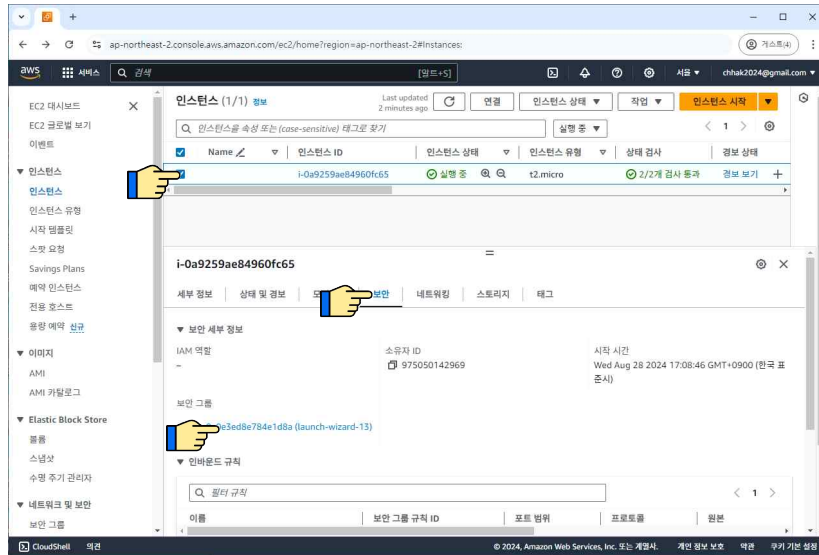 ap-northeast-2.console.aws.amazon.com/ec2/home?region=ap-northeast-2#Instances:
게스트(4)
aws
서비스
검색
[알트+S]
서울 ▼
chhak2024@gmail.com ▼
EC2 대시보드
EC2 글로벌 보기
이벤트
▼ 인스턴스
인스턴스
인스턴스 유형
시작 템플릿
스팟 요청
Savings Plans
예약 인스턴스
전용 호스트
용량 예약 신규
▼ 이미지
AMI
AMI 카탈로그
▼ Elastic Block Store
볼륨
스냅샷
수명 주기 관리자
▼ 네트워크 및 보안
보안 그룹
인스턴스 (1/1) 정보
Last updated
2 minutes ago
연결
인스턴스 상태 ▼
작업 ▼
인스턴스 시작 ▼
인스턴스을 속성 또는 (case-sensitive) 태그로 찾기
실행 중 ▼
1
Name
인스턴스 ID
인스턴스 상태
인스턴스 유형
상태 검사
경보 상태
i-0a9259ae84960fc65
실행 중
t2.micro
2/2개 검사 통과
경보 보기 +
i-0a9259ae84960fc65
세부 정보
상태 및 경보
보안
네트워킹
스토리지
태그
▼ 보안 세부 정보
IAM 역할
–
소유자 ID
975050142969
시작 시간
Wed Aug 28 2024 17:08:46 GMT+0900 (한국 표
준시)
보안 그룹
0e3ed8e784e1d8a (launch-wizard-13)
▼ 인바운드 규칙
필터 규칙
1
이름
보안 그룹 규칙 ID
포트 범위
프로토콜
원본
CloudShell
의견
© 2024, Amazon Web Services, Inc. 또는 계열사.
개인 정보 보호
약관
쿠키 기본 설정